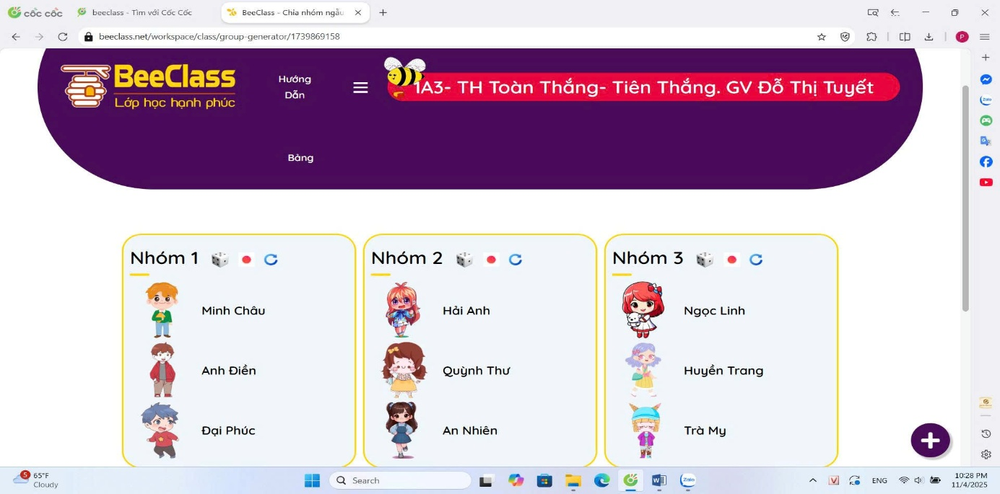 cốc cốc
beeclass - Tìm với Cốc Cốc
BeeClass - Chia nhóm ngẫu
beeclass.net/workspace/class/group-generator/1739869158
P
BeeClass
Lớp học hạnh phúc
Hướng
Dẫn
1A3- TH Toàn Thắng- Tiên Thắng. GV Đỗ Thị Tuyết
Bảng
Zalo
Nhóm 1
Nhóm 2
Nhóm 3
Minh Châu
Hải Anh
Ngọc Linh
Anh Điền
Quỳnh Thư
Huyền Trang
Đại Phúc
An Nhiên
Trà My
5
65°F
Cloudy
Search
Zalo
V
ENG
10:28 PM
11/4/2025